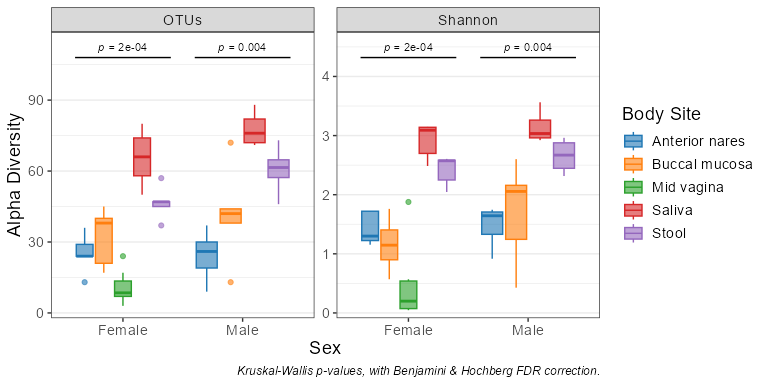 OTUs
Shannon
p = 2e-04
p = 0.004
p = 2e-04
p = 0.004
Alpha Diversity
90
60
30
0
4
3
2
1
0
Female
Male
Female
Male
Sex
Body Site
Anterior nares
Buccal mucosa
Mid vagina
Saliva
Stool
Kruskal-Wallis p-values, with Benjamini & Hochberg FDR correction.